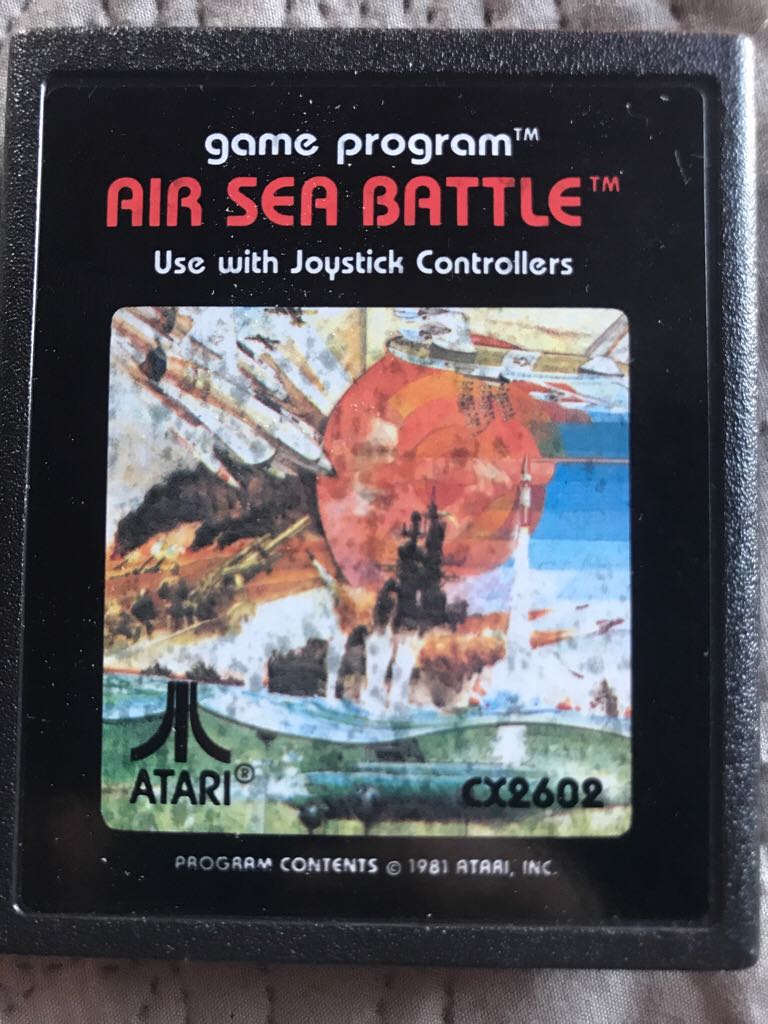 game program™
AIR SEA BATTLE™
Use with Joystick Controllers
ATARI®
CX2602
PROGRAM CONTENTS © 1981 ATARI, INC.